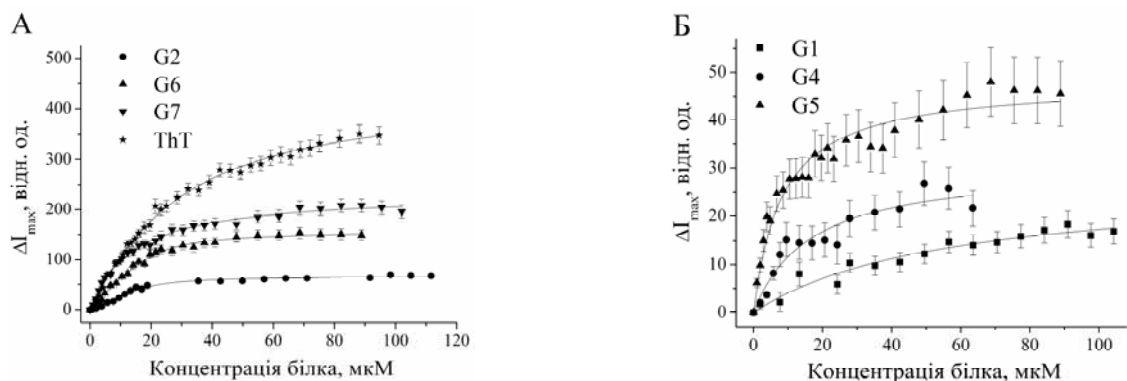 А
ΔI_max, відн. од.
500
400
300
200
100
0
G2
G6
G7
ThT
0 20 40 60 80 100 120
Концентрація білка, мкМ
Б
ΔI_max, відн. од.
50
40
30
20
10
0
G1
G4
G5
0 20 40 60 80 100
Концентрація білка, мкМ